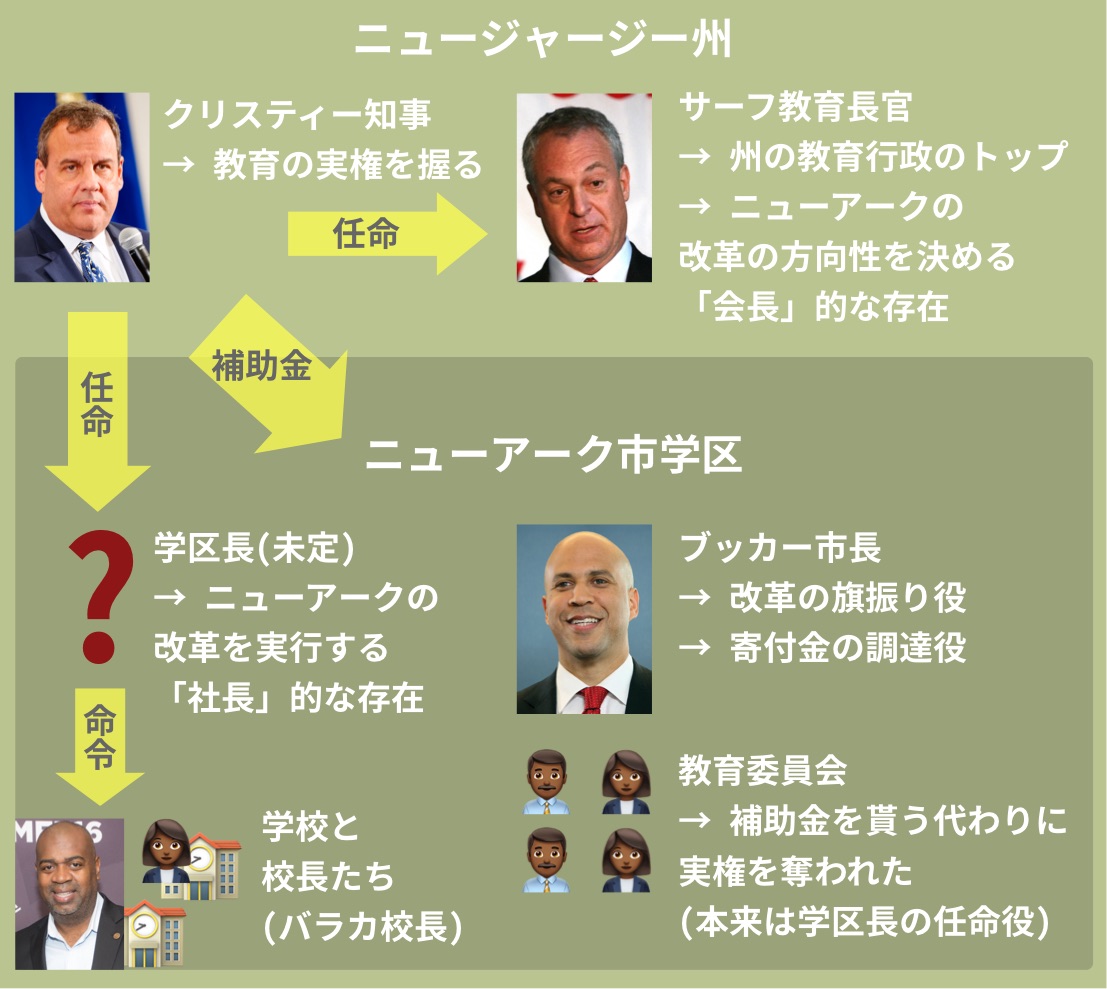 ニュージャージー州
クリスティー知事
→ 教育の実権を握る
任命
サーフ教育長官
→ 州の教育行政のトップ
→ ニューアークの
改革の方向性を決める
「会長」的な存在
任命
補助金
ニューアーク市学区
?
学区長(未定)
→ ニューアークの
改革を実行する
「社長」的な存在
ブッカー市長
→ 改革の旗振り役
→ 寄付金の調達役
命令
学校と
校長たち
(バラカ校長)
教育委員会
→ 補助金を貰う代わりに
実権を奪われた
(本来は学区長の任命役)